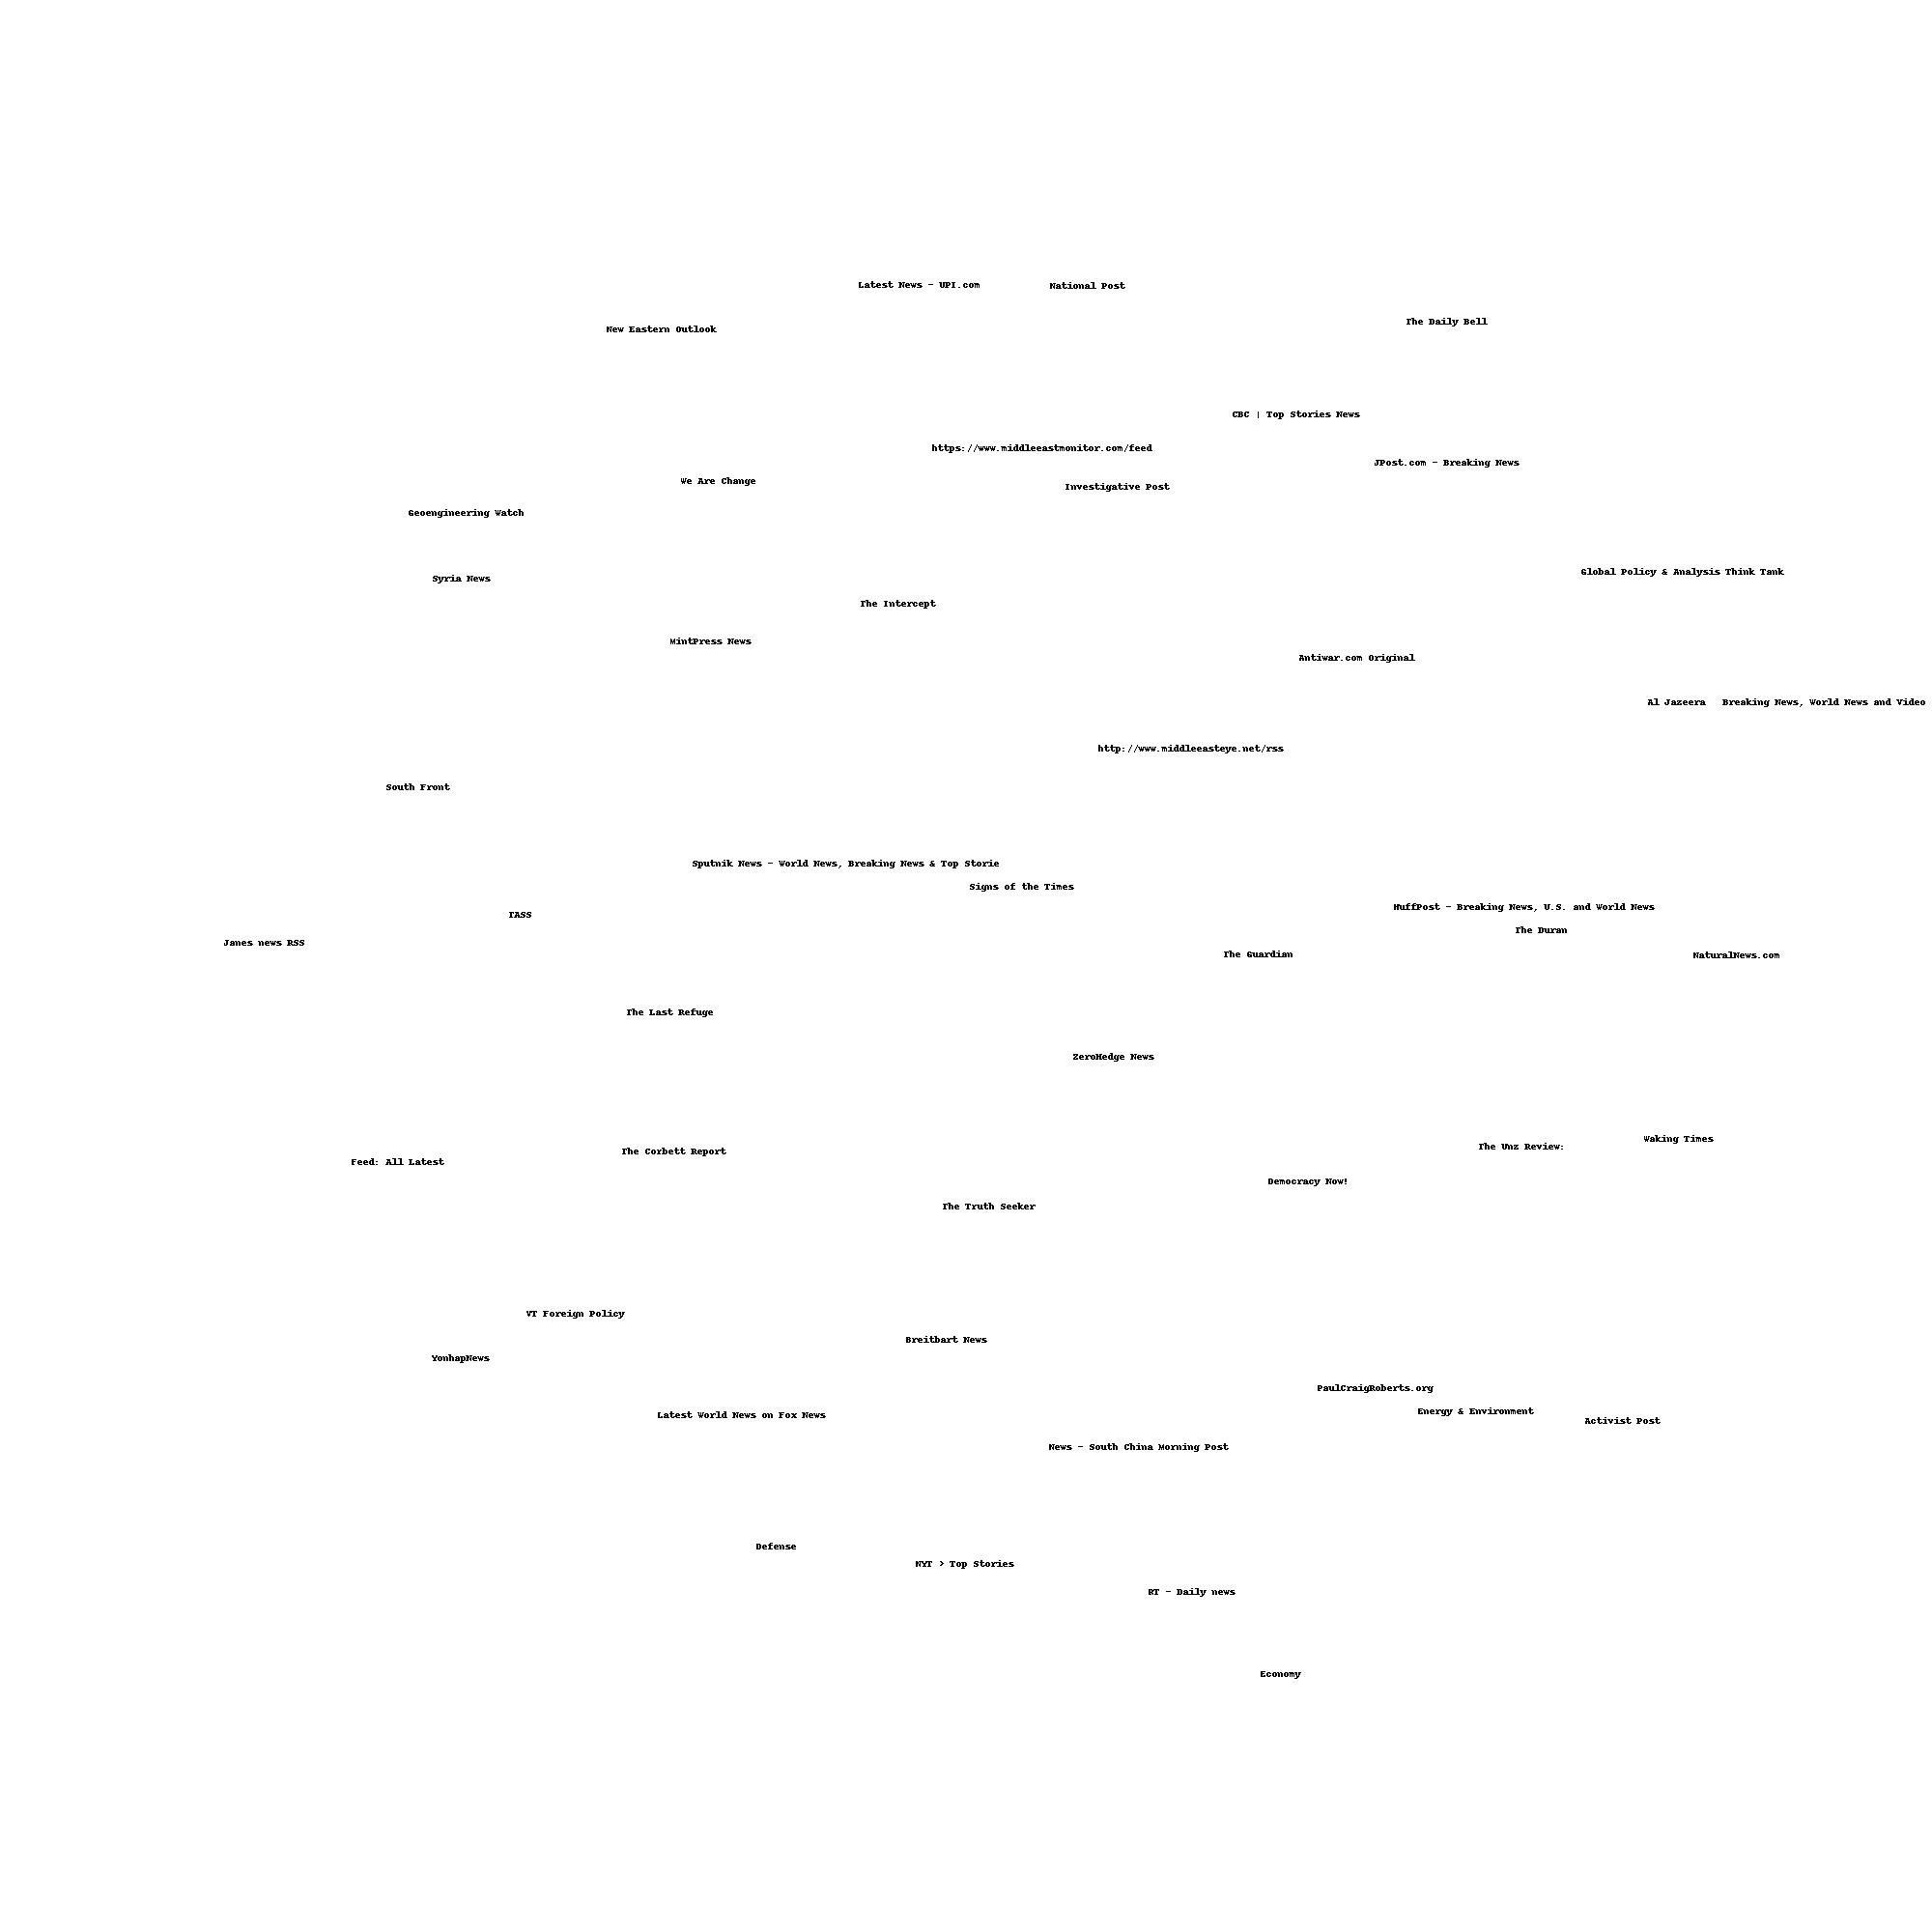 Latest News - UPI.com
National Post
The Daily Bell
New Eastern Outlook
CBC | Top Stories News
https://www.middleeastmonitor.com/feed
JPost.com - Breaking News
We Are Change
Investigative Post
Geoengineering Watch
Global Policy & Analysis Think Tank
Syria News
The Intercept
MintPress News
Antiwar.com Original
Al Jazeera   Breaking News, World News and Video
http://www.middleeasteye.net/rss
South Front
Sputnik News - World News, Breaking News & Top Storie
Signs of the Times
HuffPost - Breaking News, U.S. and World News
TASS
The Duran
Janes news RSS
The Guardian
NaturalNews.com
The Last Refuge
ZeroHedge News
Waking Times
The Unz Review:
The Corbett Report
Feed: All Latest
Democracy Now!
The Truth Seeker
VT Foreign Policy
Breitbart News
YonhapNews
PaulCraigRoberts.org
Energy & Environment
Latest World News on Fox News
Activist Post
News - South China Morning Post
Defense
NYT > Top Stories
RT - Daily news
Economy